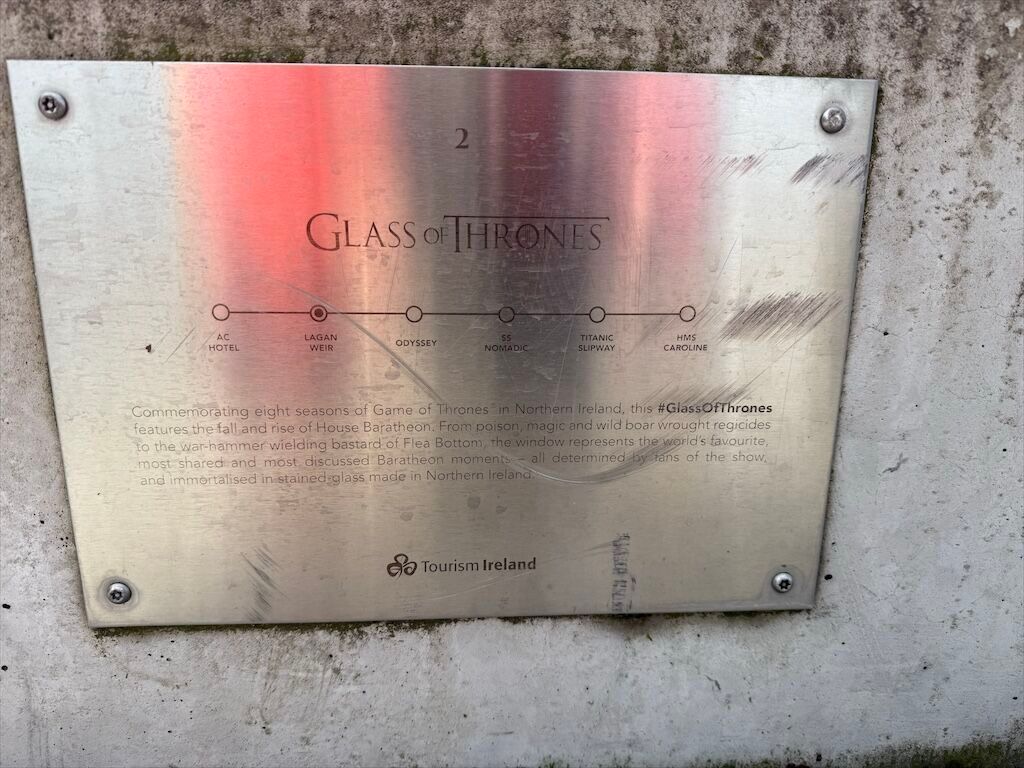 2
GLASS OF THRONES
AC HOTEL
LAGAN WEIR
ODYSSEY
SS NOMADIC
TITANIC SLIPWAY
HMS CAROLINE
Commemorating eight seasons of Game of Thrones® in Northern Ireland, this #GlassOfThrones
features the fall and rise of House Baratheon. From poison, magic and wild boar wrought regicides
to the war-hammer wielding bastard of Flea Bottom, the window represents the world's favourite,
most shared and most discussed Baratheon moments – all determined by fans of the show,
and immortalised in stained-glass made in Northern Ireland.
Tourism Ireland